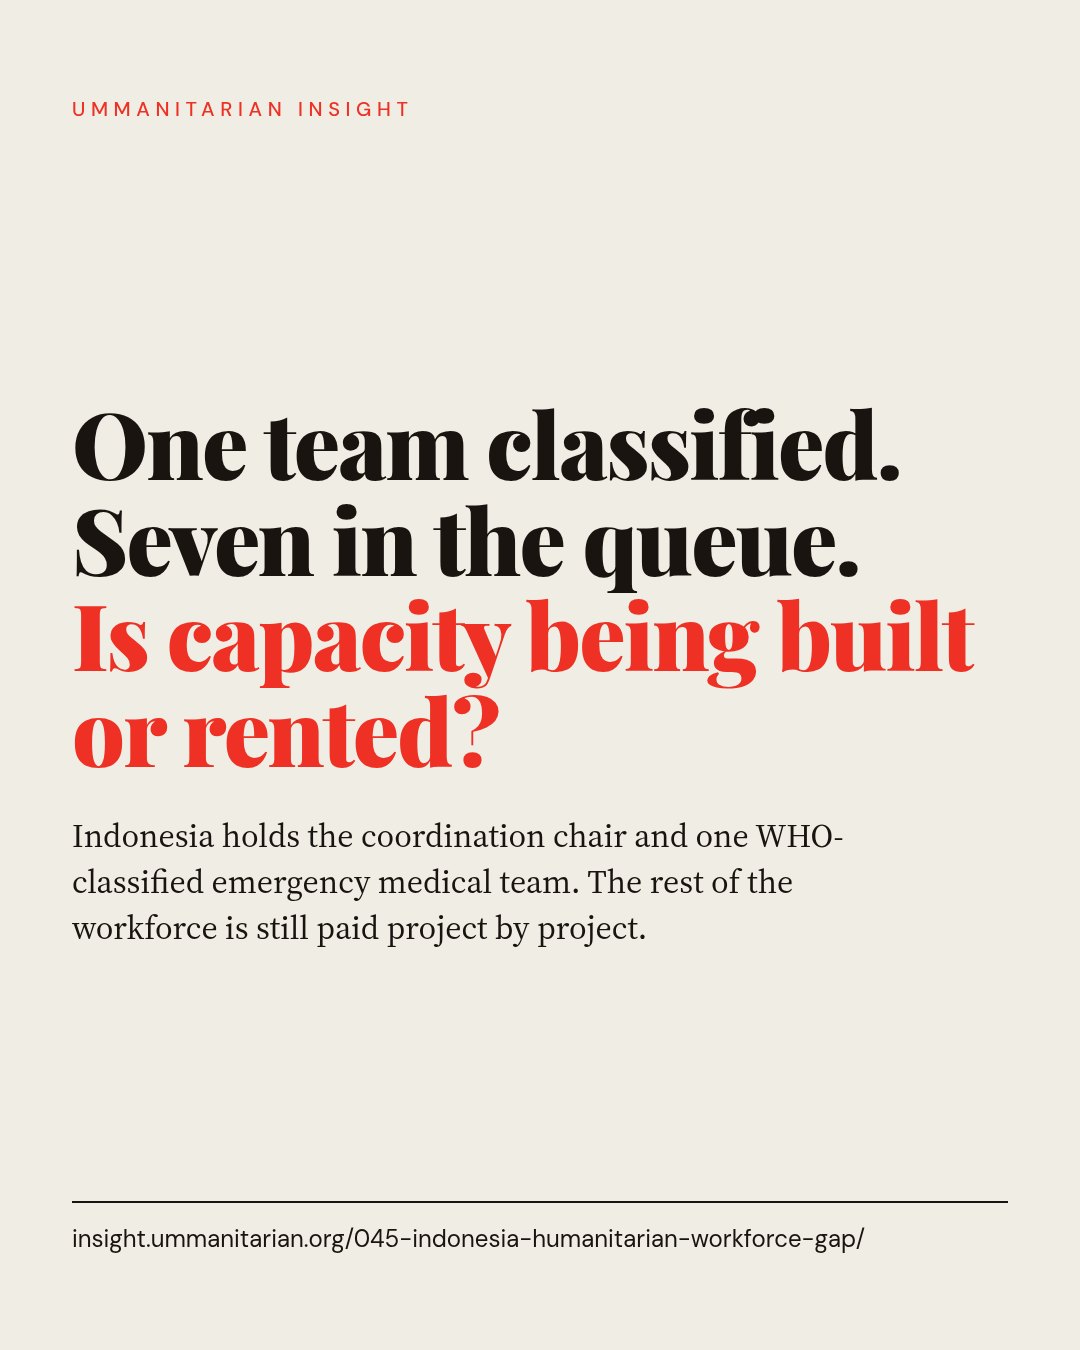 UMMANITARIAN INSIGHT
One team classified.
Seven in the queue.
Is capacity being built
or rented?
Indonesia holds the coordination chair and one WHO-
classified emergency medical team. The rest of the
workforce is still paid project by project.
insight.ummanitarian.org/045-indonesia-humanitarian-workforce-gap/